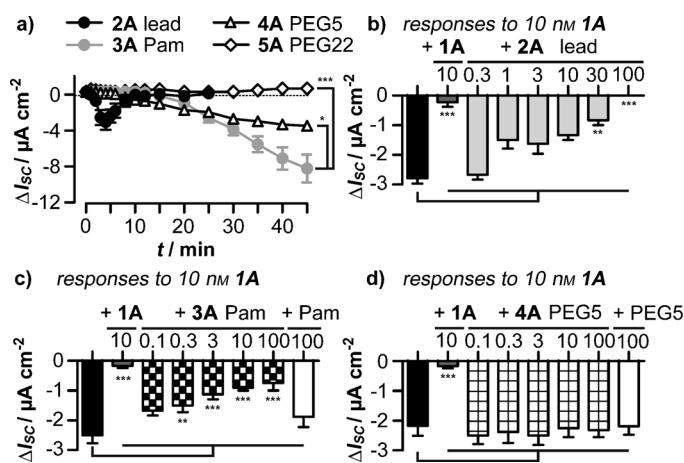 a) 2A lead 4A PEG5
3A Pam 5A PEG22
ΔISC / µA cm-2
0
-4
-8
-12
***
*
0 10 20 30 40
t / min
b) responses to 10 nM 1A
+ 1A + 2A lead
10 0.3 1 3 10 30 100
ΔISC / µA cm-2
0
-1
-2
-3
*** ** ***
c) responses to 10 nM 1A
+ 1A + 3A Pam + Pam
10 0.1 0.3 3 10 100 100
ΔISC / µA cm-2
0
-1
-2
-3
*** ** *** *** ***
d) responses to 10 nM 1A
+ 1A + 4A PEG5 + PEG5
10 0.1 0.3 3 10 100 100
ΔISC / µA cm-2
0
-1
-2
-3
***